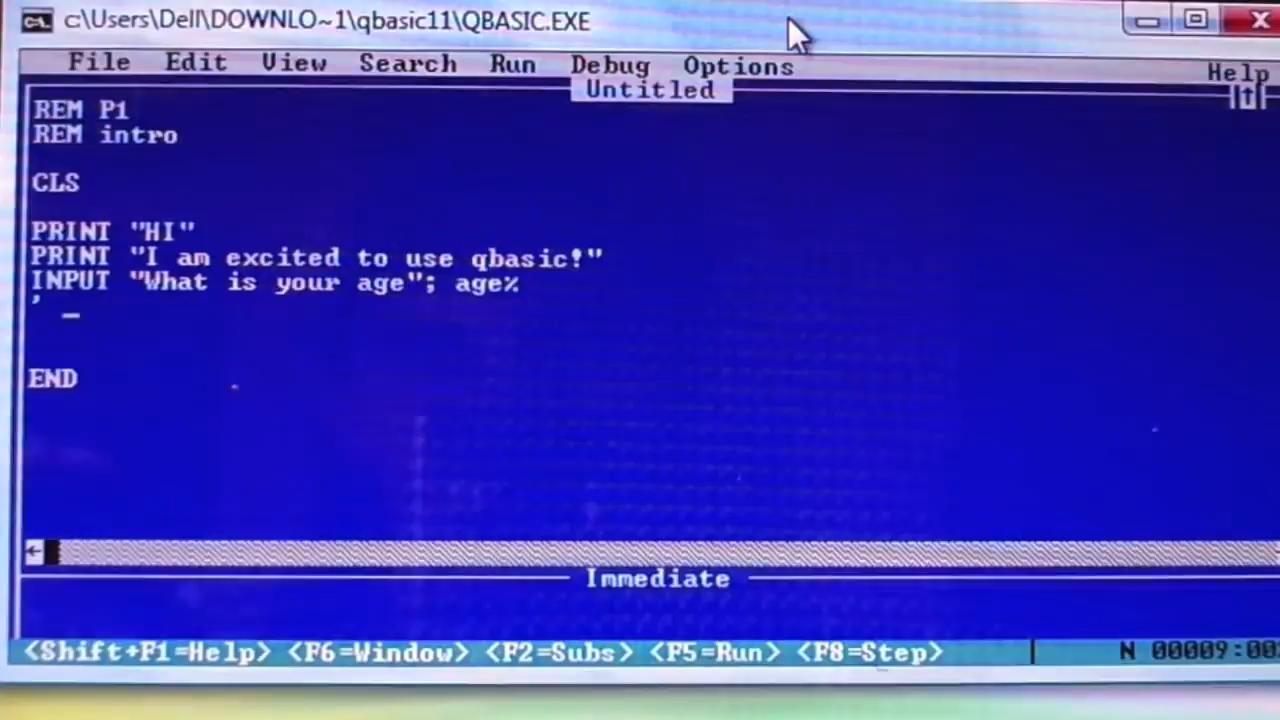 c:\Users\Dell\DOWNLO~1\qbasic11\QBASIC.EXE
File Edit View Search Run Debug Options Help
Untitled
REM P1
REM intro
CLS
PRINT "HI"
PRINT "I am excited to use qbasic!"
INPUT "What is your age"; age%
'
END
Immediate
<Shift+F1=Help> <F6=Window> <F2=Subs> <F5=Run> <F8=Step> N 00009:00